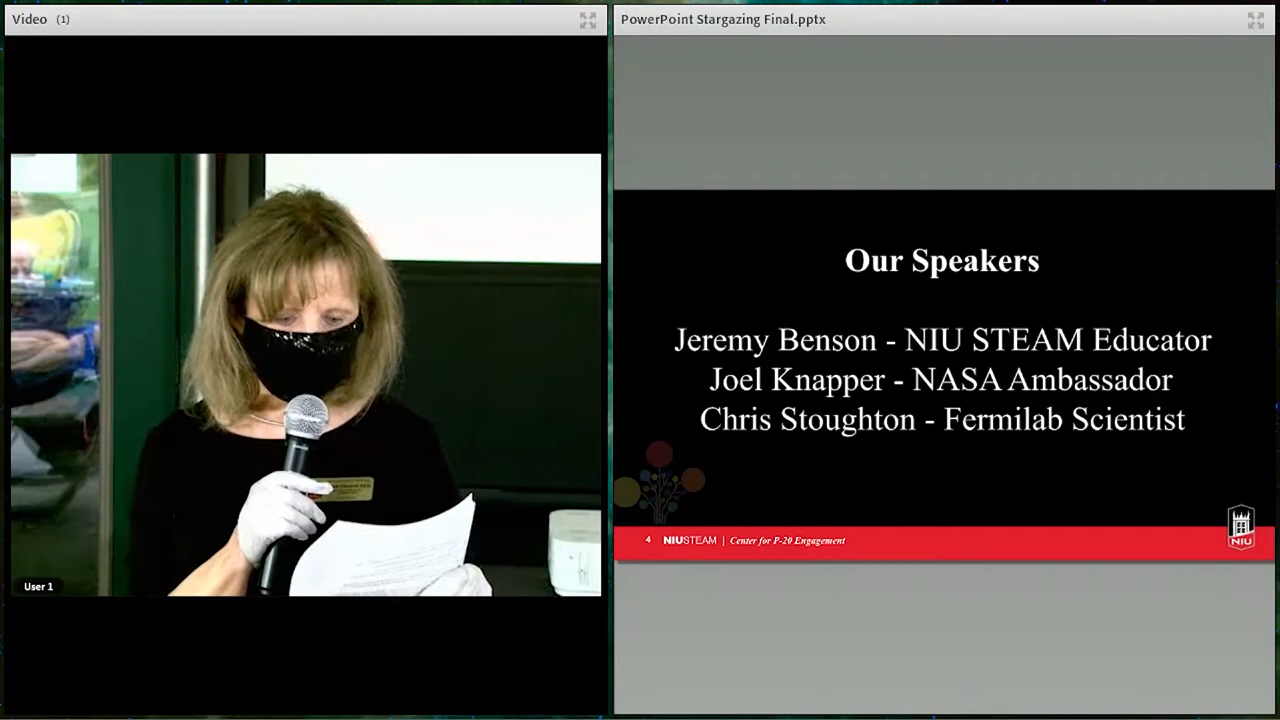 Video (1)
PowerPoint Stargazing Final.pptx
Our Speakers
Jeremy Benson - NIU STEAM Educator
Joel Knapper - NASA Ambassador
Chris Stoughton - Fermilab Scientist
4 NIUSTEAM | Center for P-20 Engagement
NIU
User 1